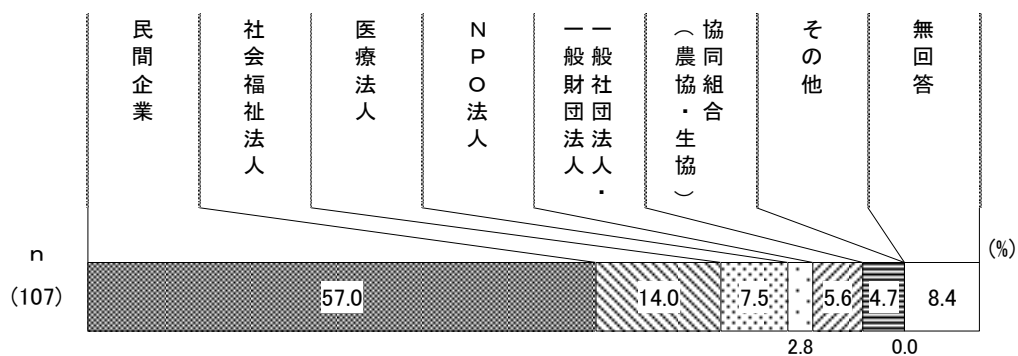 民間企業
社会福祉法人
医療法人
NPO法人
一般社団法人・
一般財団法人
協同組合
（農協・生協）
その他
無回答
(%)
n
(107)
57.0
14.0
7.5
5.6
4.7
8.4
2.8
0.0